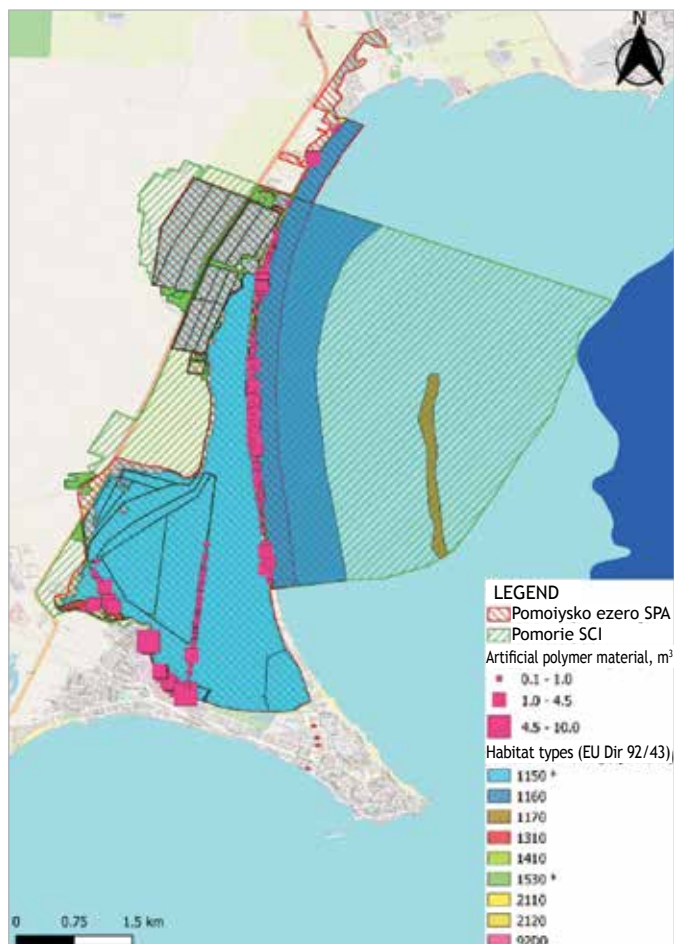 N
LEGEND
Pomoiysko ezero SPA
Pomorie SCI
Artificial polymer material, m³
0.1 - 1.0
1.0 - 4.5
4.5 - 10.0
Habitat types (EU Dir 92/43)
1150 *
1160
1170
1310
1410
1530 *
2110
2120
92D0
0 0.75 1.5 km